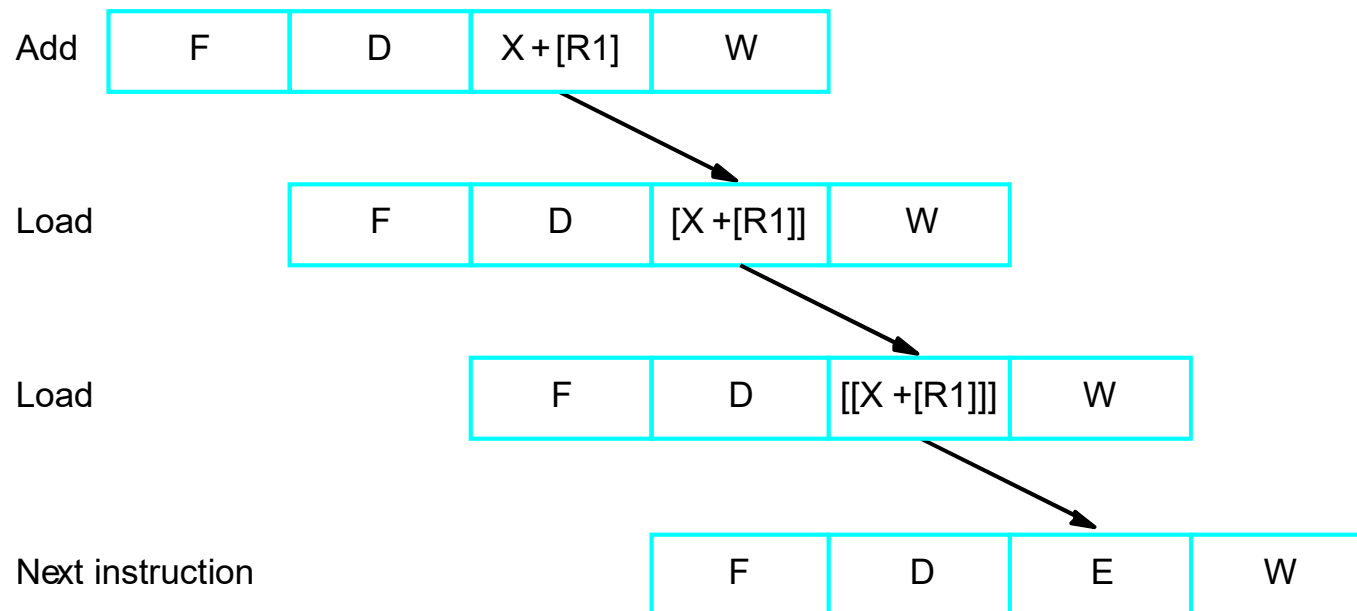 Add F D X + [R1] W
Load F D [X +[R1]] W
Load F D [[X +[R1]]] W
Next instruction F D E W